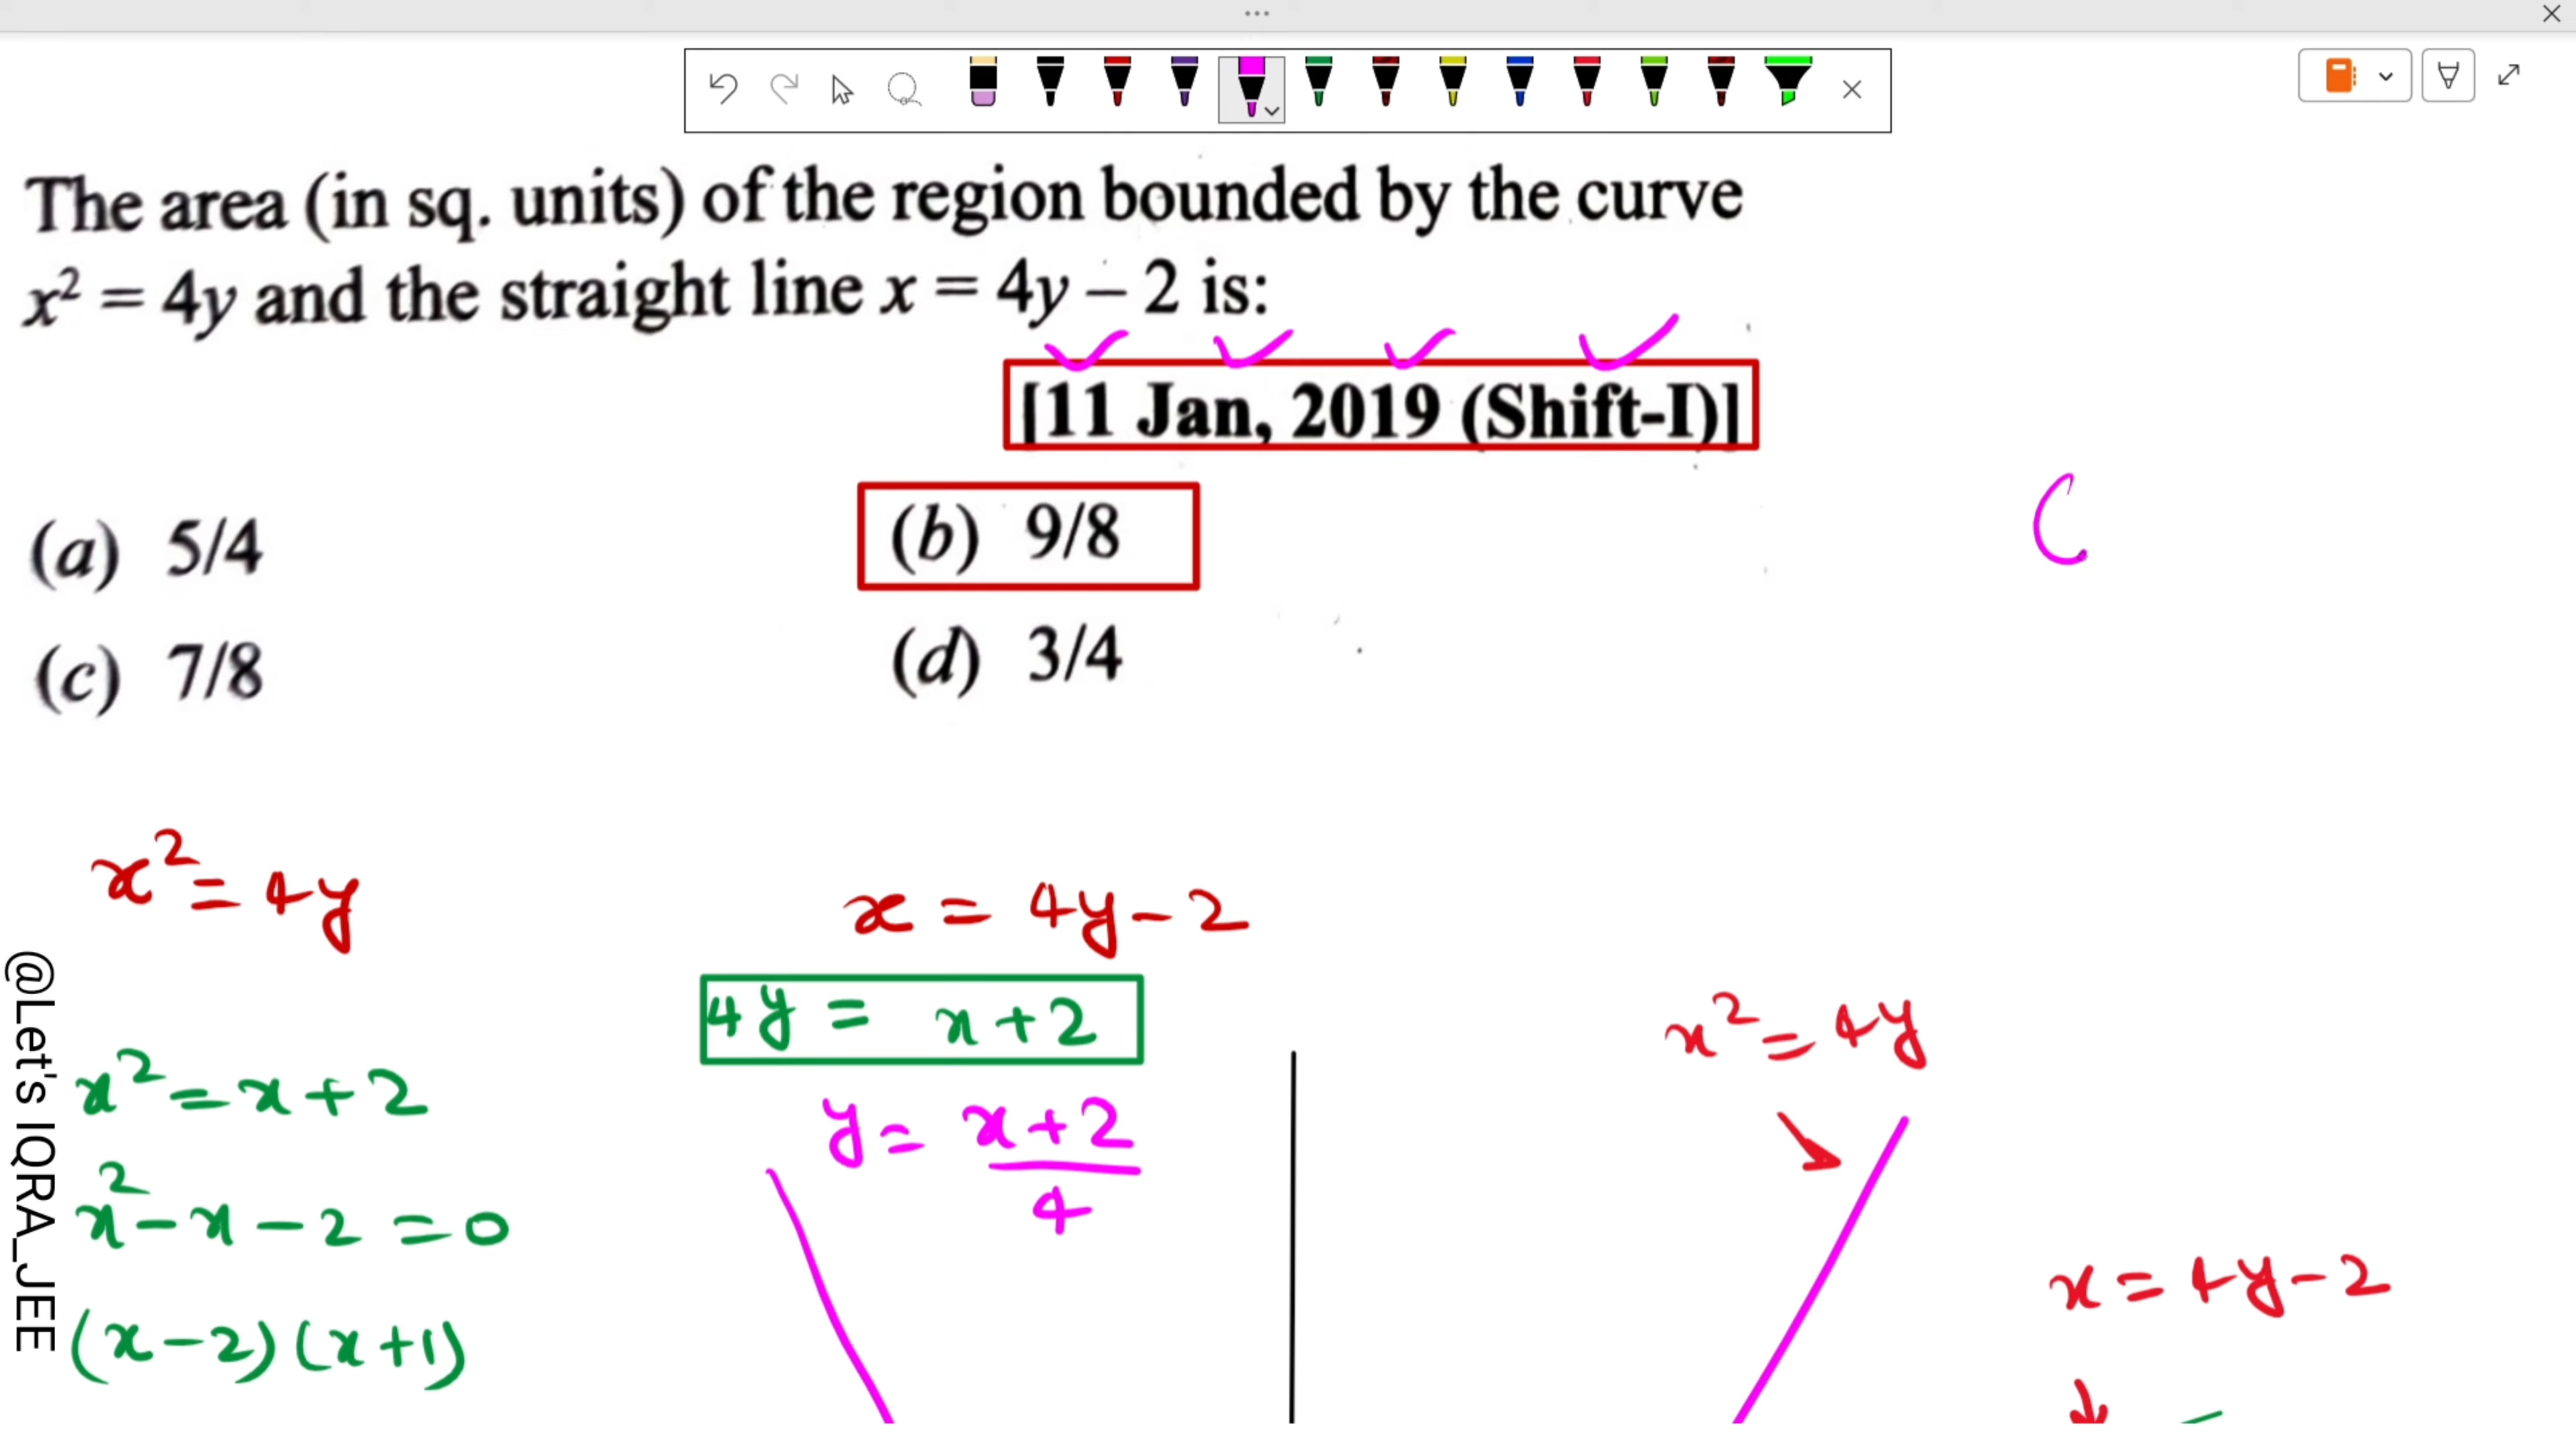 The area (in sq. units) of the region bounded by the curve
x² = 4y and the straight line x = 4y – 2 is:
[11 Jan, 2019 (Shift-I)]
(a) 5/4
(b) 9/8
(c) 7/8
(d) 3/4
x² = 4y
x = 4y - 2
4y = x + 2
x² = 4y
x² = x + 2
y = x + 2 / 4
x² - x - 2 = 0
x = 4y - 2
(x - 2) (x + 1)
@Let's IQRA_JEE